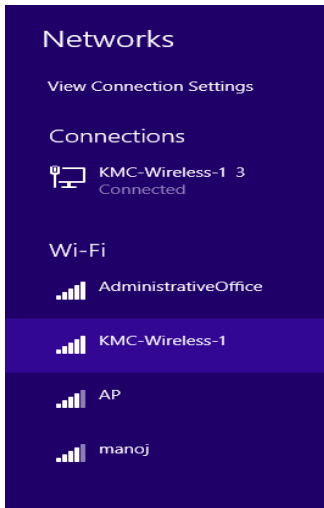 Networks
View Connection Settings
Connections
KMC-Wireless-1 3
Connected
Wi-Fi
AdministrativeOffice
KMC-Wireless-1
AP
manoj